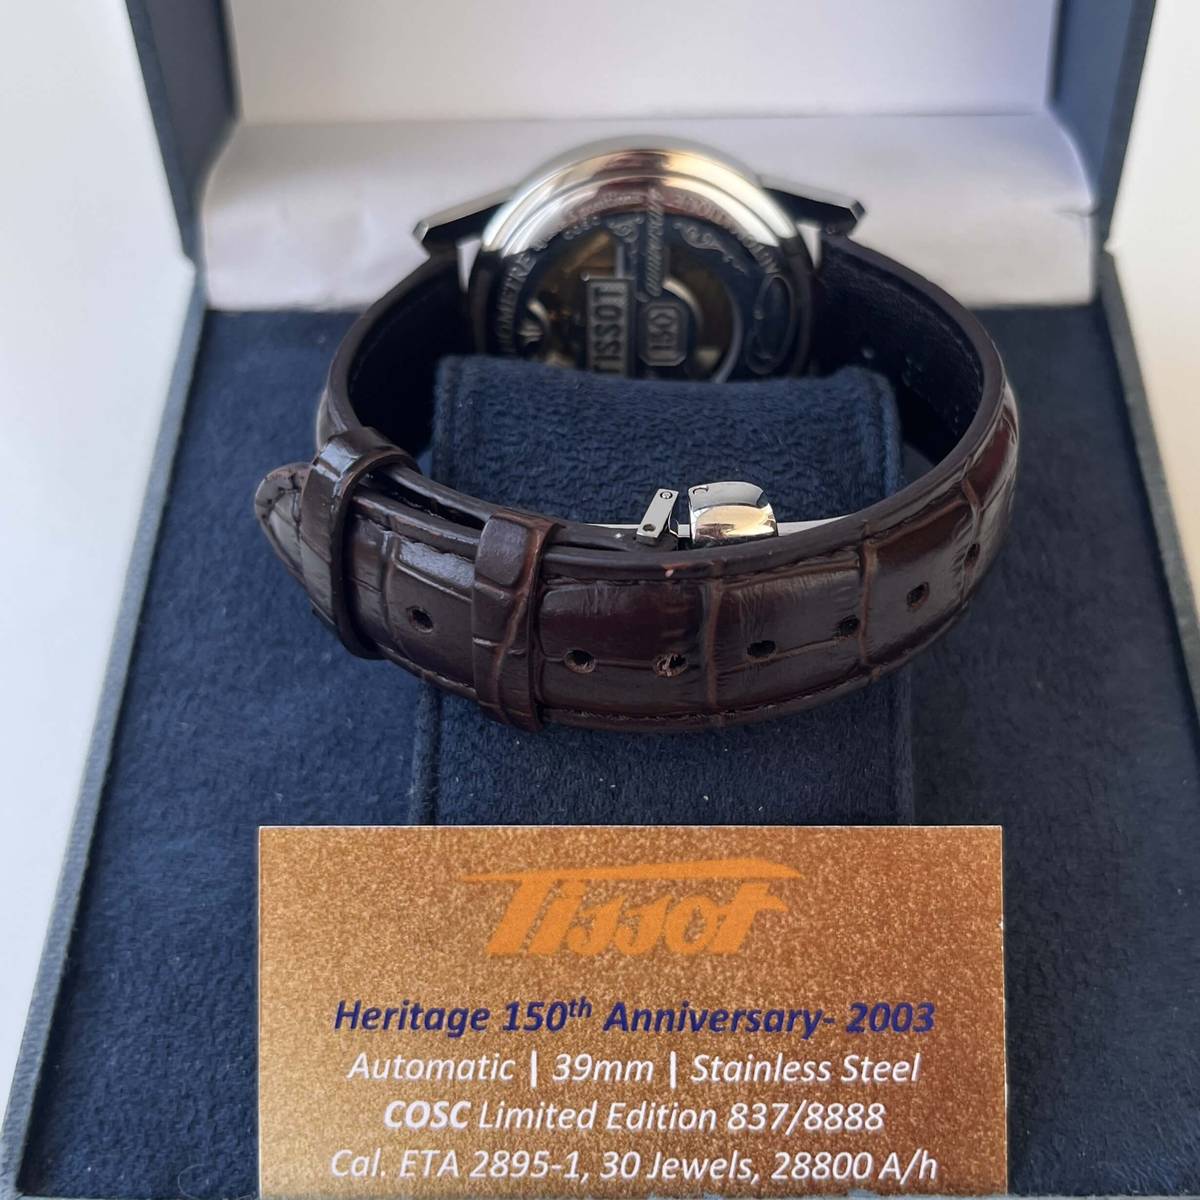 TISSOT
150
Tissot
Heritage 150th Anniversary- 2003
Automatic | 39mm | Stainless Steel
COSC Limited Edition 837/8888
Cal. ETA 2895-1, 30 Jewels, 28800 A/h